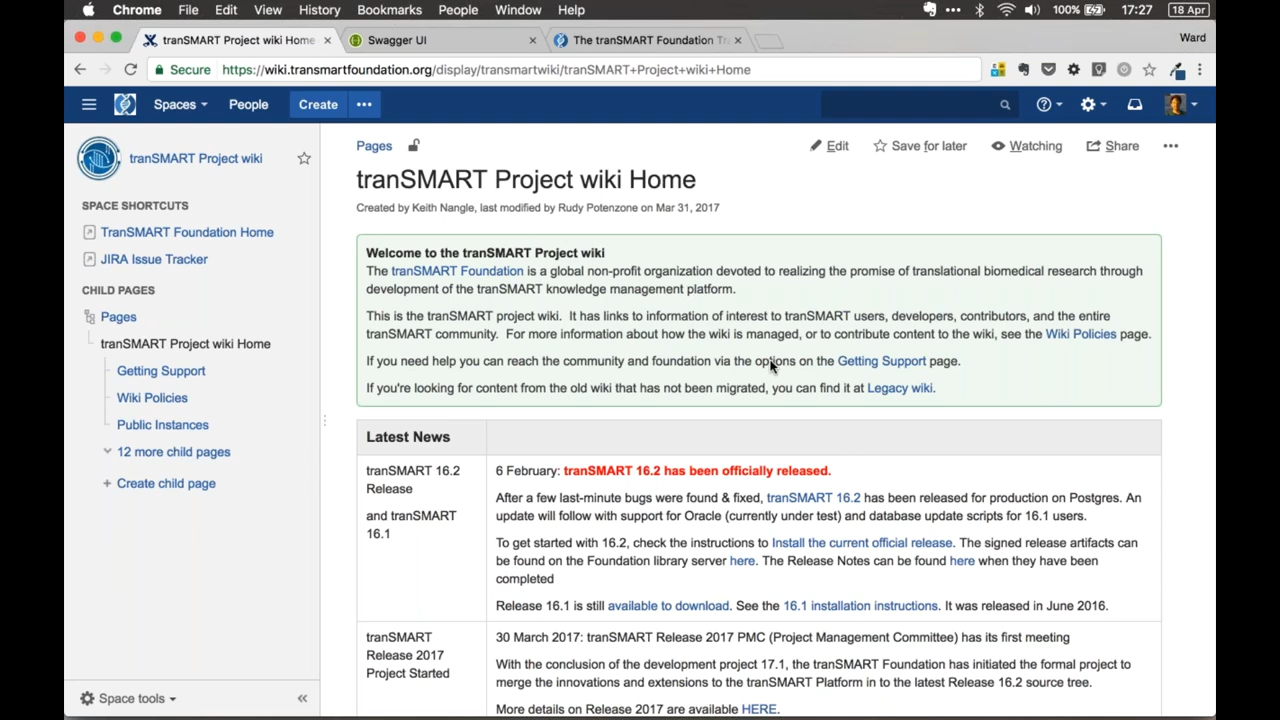 Chrome File Edit View History Bookmarks People Window Help 100% 17:27 18 Apr
tranSMART Project wiki Home Swagger UI The tranSMART Foundation Ward
Secure https://wiki.transmartfoundation.org/display/transmartwiki/tranSMART+Project+wiki+Home
Spaces People Create
tranSMART Project wiki
SPACE SHORTCUTS
TranSMART Foundation Home
JIRA Issue Tracker
CHILD PAGES
Pages
tranSMART Project wiki Home
Getting Support
Wiki Policies
Public Instances
12 more child pages
+ Create child page
Space tools
Pages Edit Save for later Watching Share
tranSMART Project wiki Home
Created by Keith Nangle, last modified by Rudy Potenzone on Mar 31, 2017
Welcome to the tranSMART Project wiki
The tranSMART Foundation is a global non-profit organization devoted to realizing the promise of translational biomedical research through
development of the tranSMART knowledge management platform.
This is the tranSMART project wiki. It has links to information of interest to tranSMART users, developers, contributors, and the entire
tranSMART community. For more information about how the wiki is managed, or to contribute content to the wiki, see the Wiki Policies page.
If you need help you can reach the community and foundation via the options on the Getting Support page.
If you're looking for content from the old wiki that has not been migrated, you can find it at Legacy wiki.
Latest News
tranSMART 16.2
Release
and tranSMART
16.1
6 February: tranSMART 16.2 has been officially released.
After a few last-minute bugs were found & fixed, tranSMART 16.2 has been released for production on Postgres. An
update will follow with support for Oracle (currently under test) and database update scripts for 16.1 users.
To get started with 16.2, check the instructions to Install the current official release. The signed release artifacts can
be found on the Foundation library server here. The Release Notes can be found here when they have been
completed
Release 16.1 is still available to download. See the 16.1 installation instructions. It was released in June 2016.
tranSMART
Release 2017
Project Started
30 March 2017: tranSMART Release 2017 PMC (Project Management Committee) has its first meeting
With the conclusion of the development project 17.1, the tranSMART Foundation has initiated the formal project to
merge the innovations and extensions to the tranSMART Platform in to the latest Release 16.2 source tree.
More details on Release 2017 are available HERE.